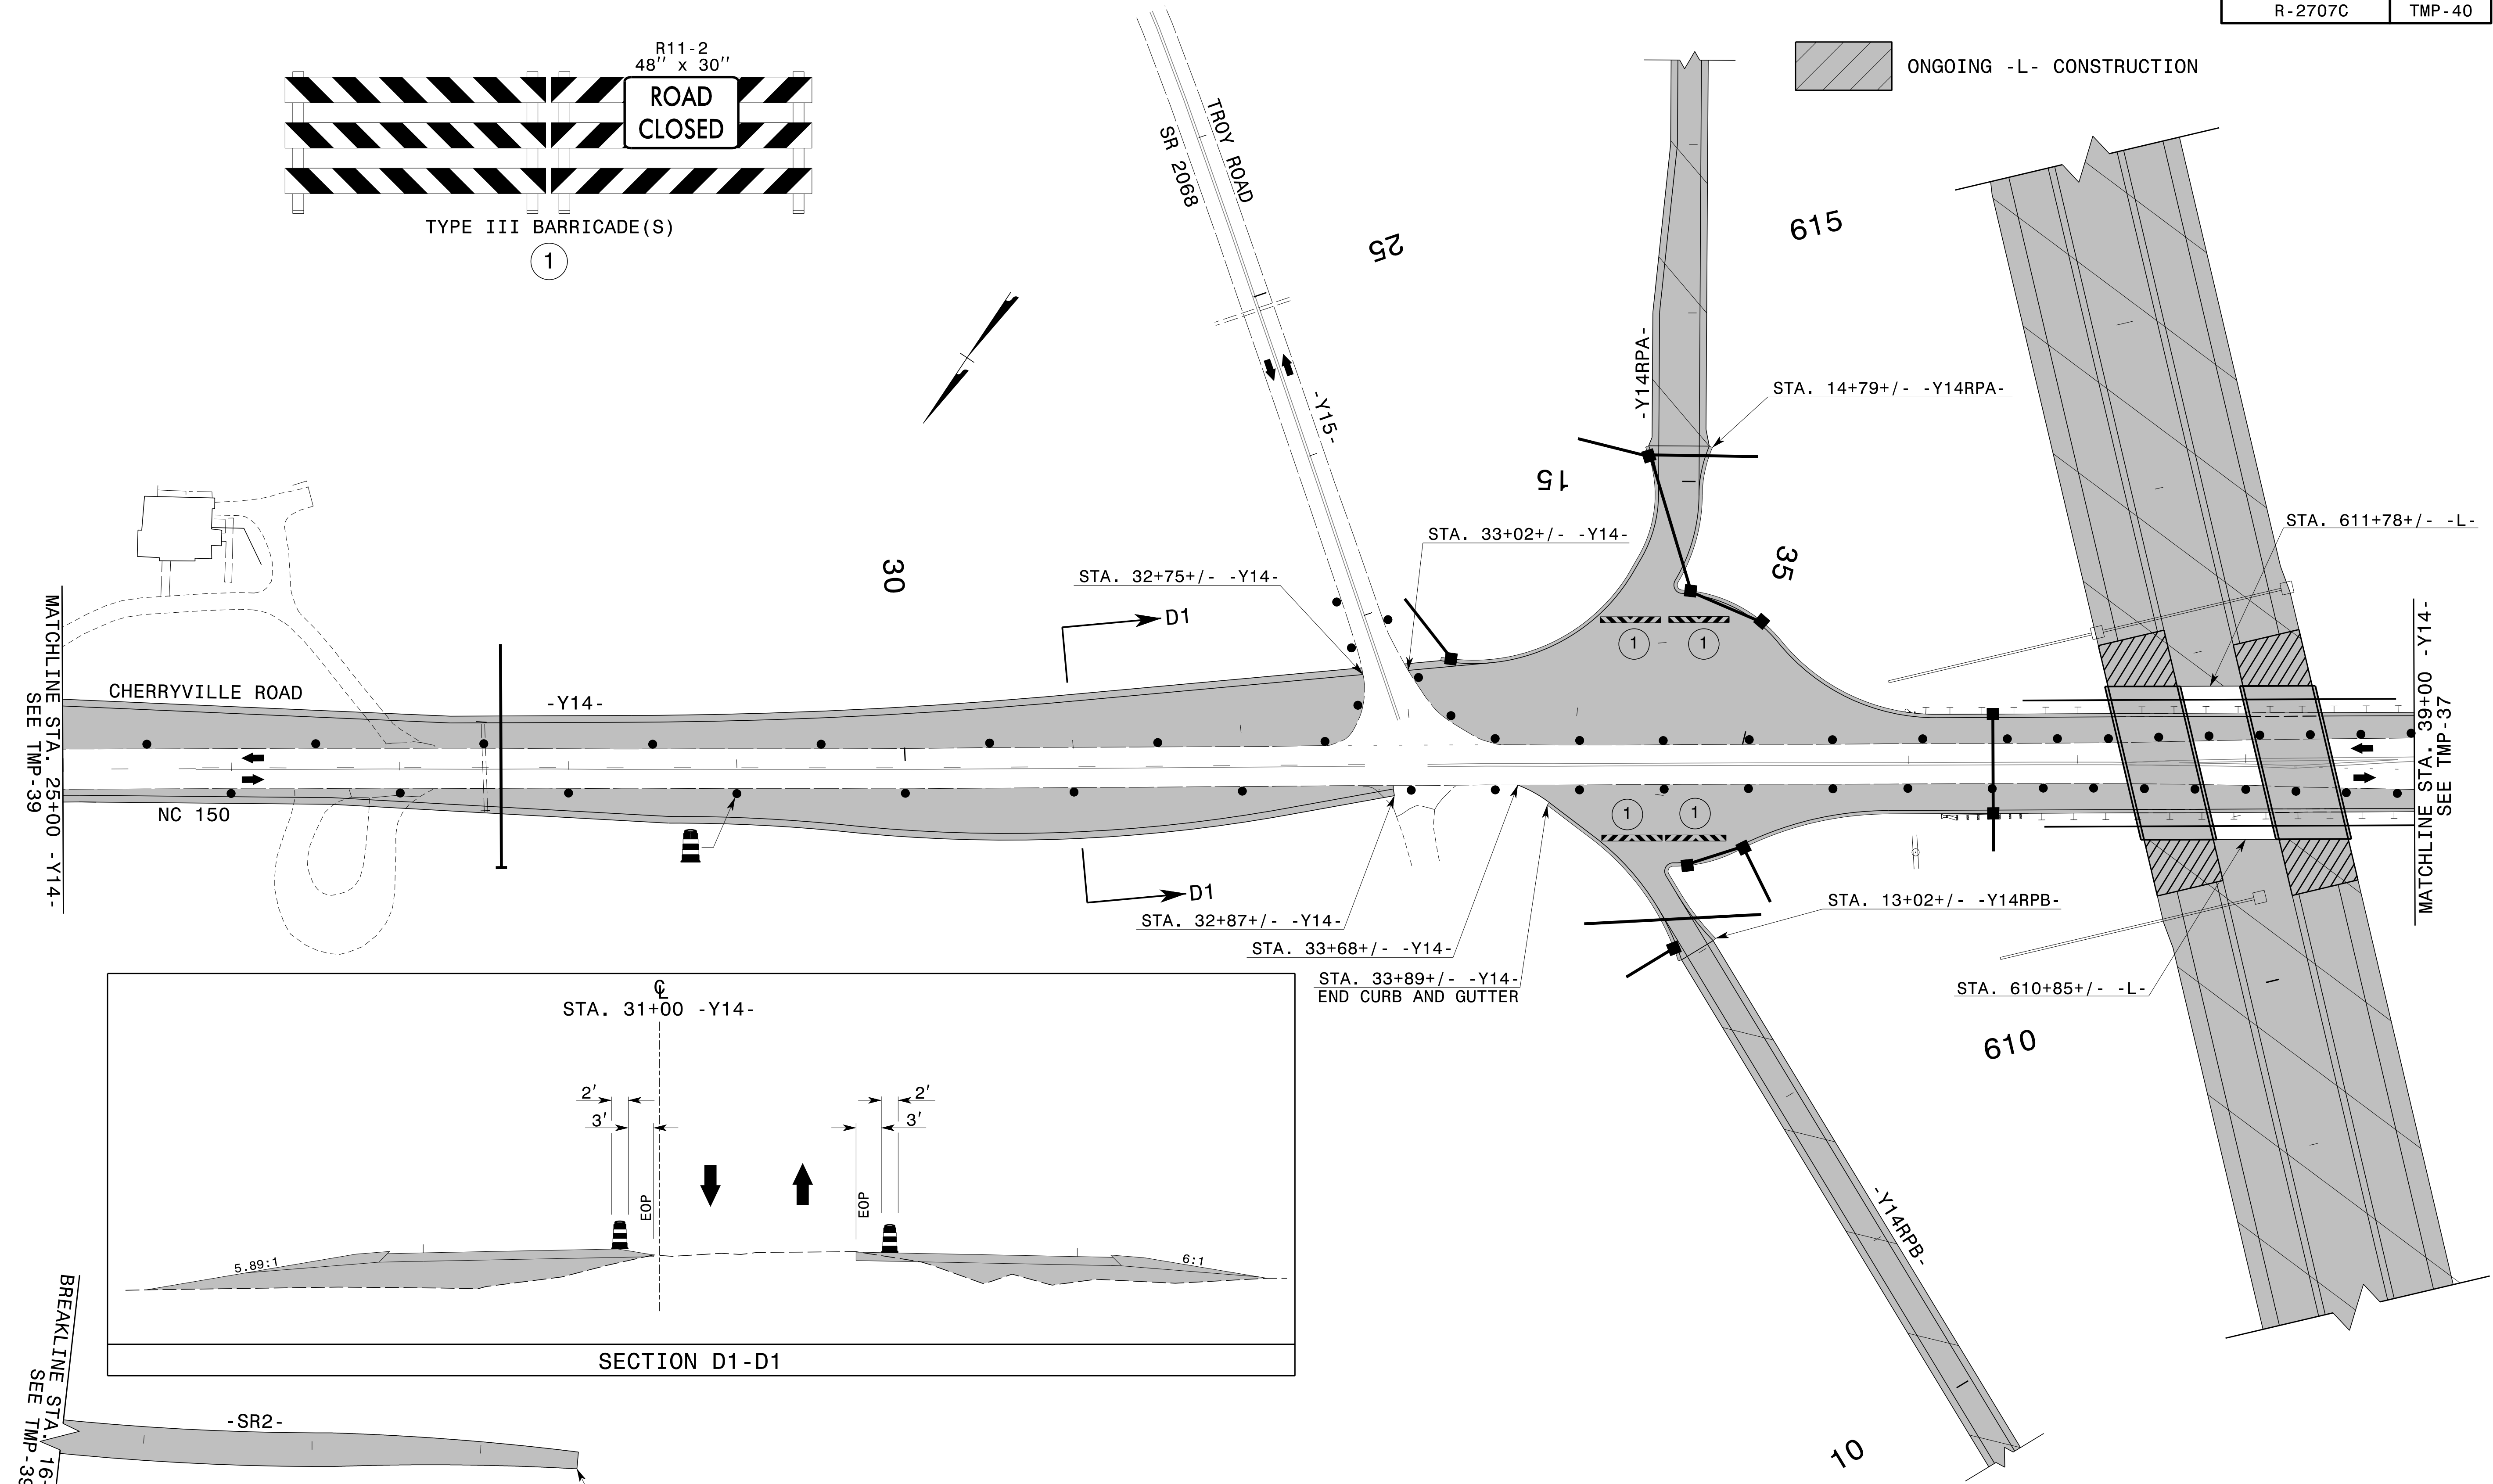 R-2707C
TMP-40
R11-2
48" x 30"
ROAD
CLOSED
TYPE III BARRICADE(S)
1
ONGOING -L- CONSTRUCTION
SR 2068
TROY ROAD
25
615
-Y15-
-Y14RPA-
STA. 14+79+/- -Y14RPA-
15
STA. 33+02+/- -Y14-
35
STA. 611+78+/- -L-
30
STA. 32+75+/- -Y14-
D1
MATCHLINE STA. 25+00 -Y14-
SEE TMP-39
CHERRYVILLE ROAD
-Y14-
NC 150
1
1
1
1
MATCHLINE STA. 39+00 -Y14-
SEE TMP-37
D1
STA. 32+87+/- -Y14-
STA. 33+68+/- -Y14-
STA. 33+89+/- -Y14-
END CURB AND GUTTER
STA. 13+02+/- -Y14RPB-
STA. 610+85+/- -L-
610
-Y14RPB-
10
CL
STA. 31+00 -Y14-
2'
2'
3'
3'
EOP
EOP
5.89:1
6:1
SECTION D1-D1
BREAKLINE STA. 16-
SEE TMP-39
-SR2-